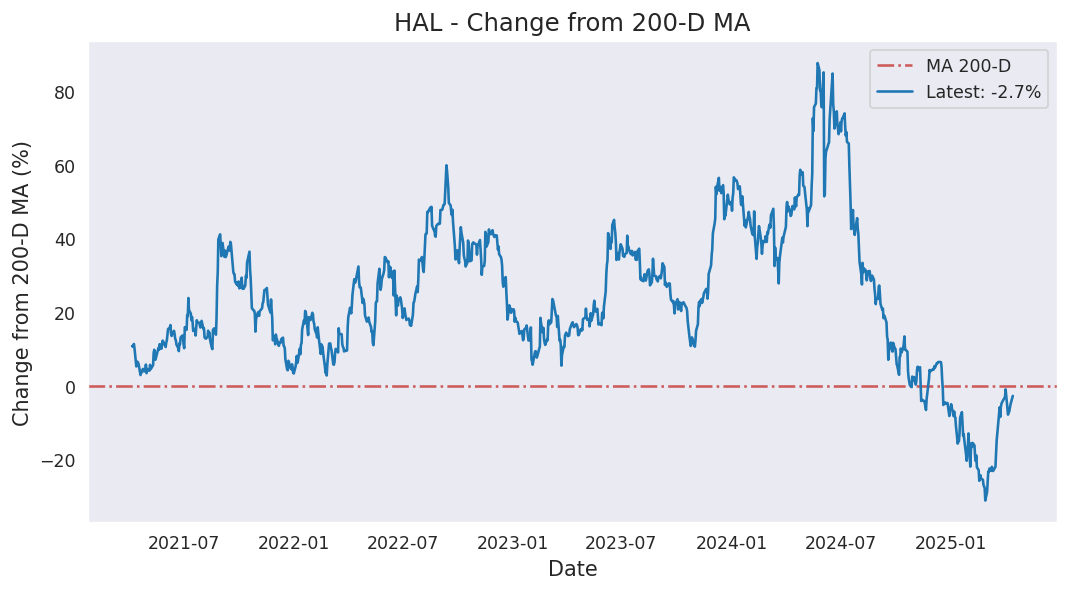 HAL - Change from 200-D MA
MA 200-D
Latest: -2.7%
Change from 200-D MA (%)
80
60
40
20
0
−20
2021-07
2022-01
2022-07
2023-01
2023-07
2024-01
2024-07
2025-01
Date